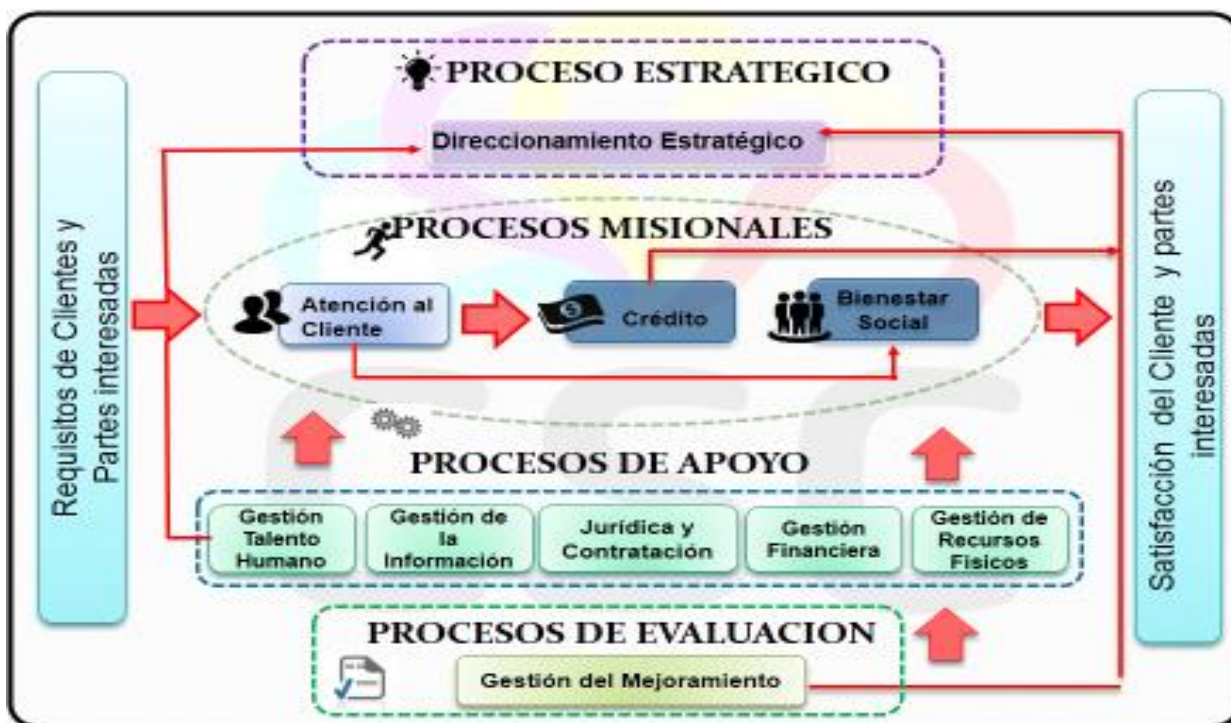 Requisitos de Clientes y
Partes interesadas
PROCESO ESTRATEGICO
Direccionamiento Estratégico
PROCESOS MISIONALES
Atención al
Cliente
Crédito
Bienestar
Social
PROCESOS DE APOYO
Gestión
Talento
Humano
Gestión de
la
Información
Jurídica y
Contratación
Gestión
Financiera
Gestión de
Recursos
Físicos
PROCESOS DE EVALUACION
Gestión del Mejoramiento
Satisfacción del Cliente y partes
interesadas
csc